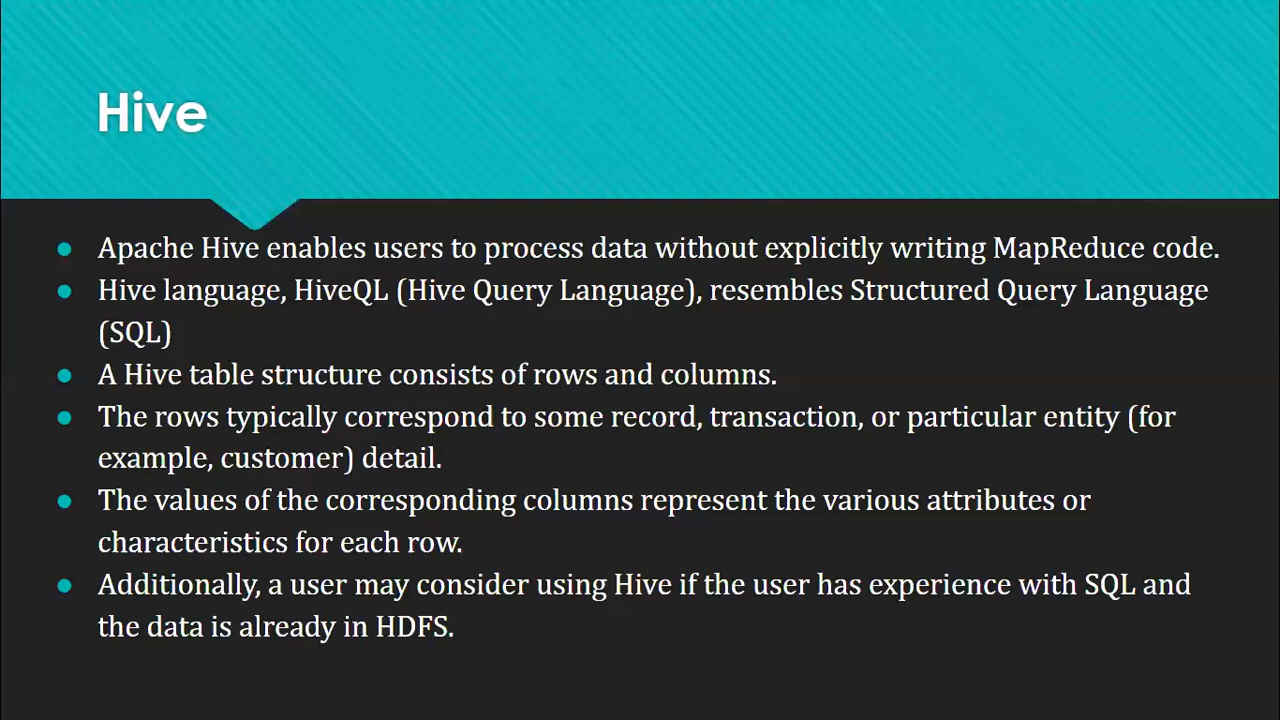 Hive
● Apache Hive enables users to process data without explicitly writing MapReduce code.
● Hive language, HiveQL (Hive Query Language), resembles Structured Query Language
(SQL)
● A Hive table structure consists of rows and columns.
● The rows typically correspond to some record, transaction, or particular entity (for
example, customer) detail.
● The values of the corresponding columns represent the various attributes or
characteristics for each row.
● Additionally, a user may consider using Hive if the user has experience with SQL and
the data is already in HDFS.